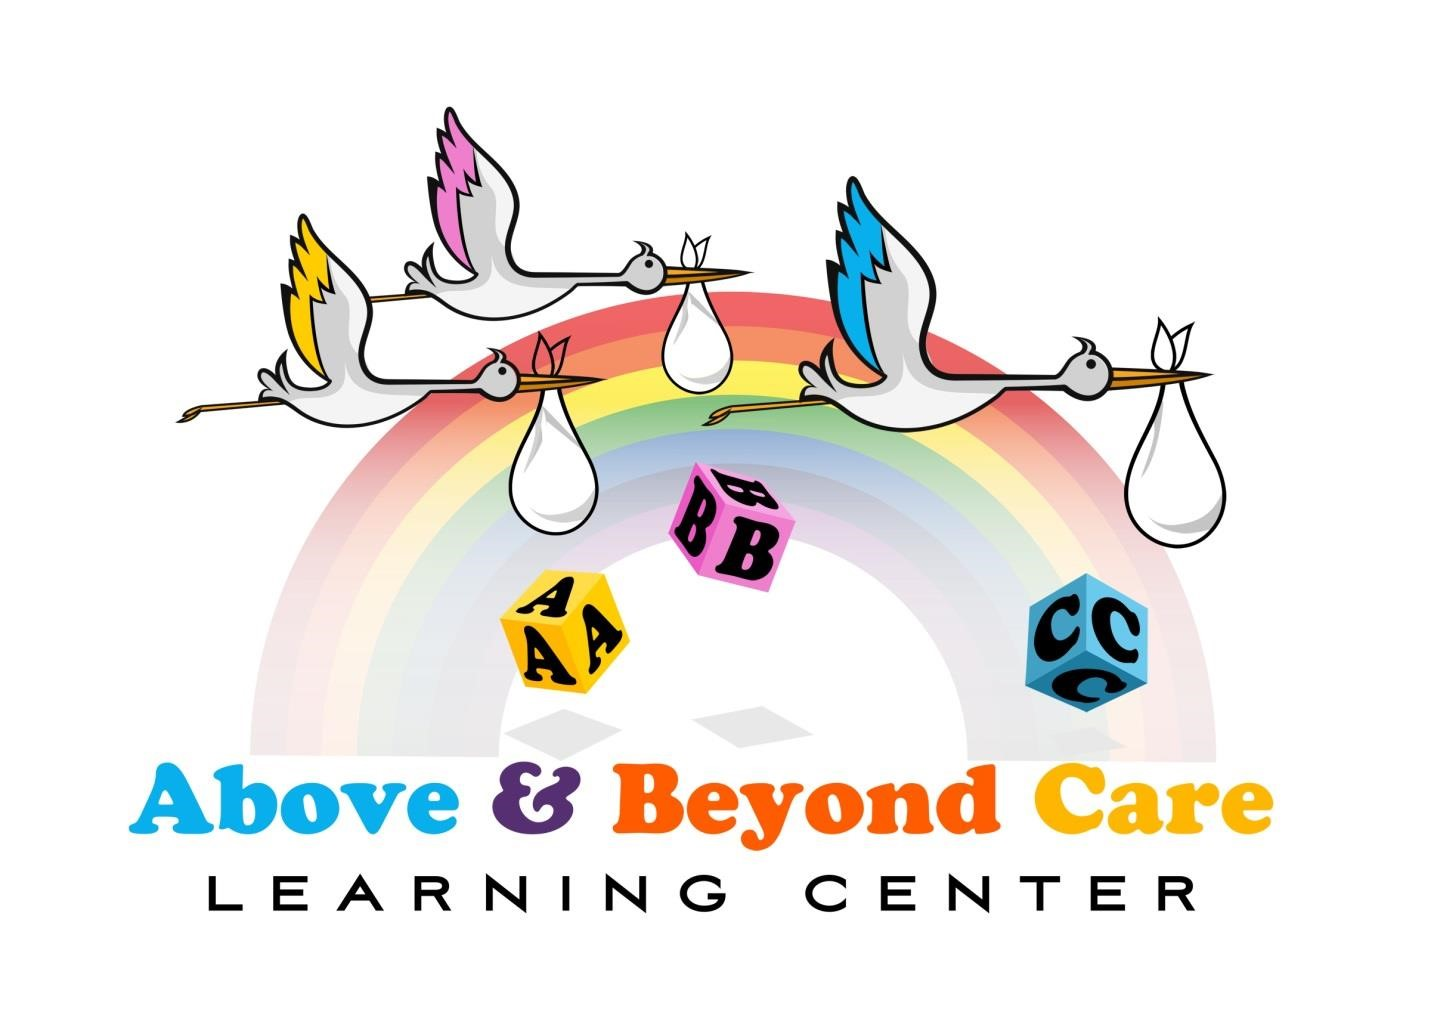 B
B B
A
A A
C C
C
Above & Beyond Care
LEARNING CENTER